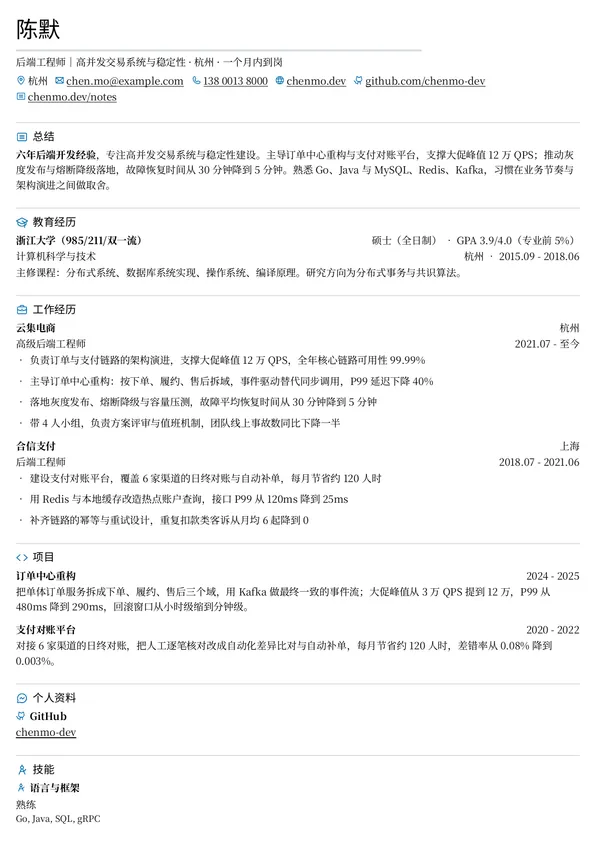 陈默
后端工程师｜高并发交易系统与稳定性 · 杭州 · 一个月内到岗
杭州 chen.mo@example.com 138 0013 8000 chenmo.dev github.com/chenmo-dev
chenmo.dev/notes
总结
六年后端开发经验，专注高并发交易系统与稳定性建设。主导订单中心重构与支付对账平台，支撑大促峰值 12 万 QPS；推动灰
度发布与熔断降级落地，故障恢复时间从 30 分钟降到 5 分钟。熟悉 Go、Java 与 MySQL、Redis、Kafka，习惯在业务节奏与
架构演进之间做取舍。
教育经历
浙江大学（985/211/双一流） 硕士（全日制） · GPA 3.9/4.0（专业前 5%）
计算机科学与技术 杭州 · 2015.09 - 2018.06
主修课程：分布式系统、数据库系统实现、操作系统、编译原理。研究方向为分布式事务与共识算法。
工作经历
云集电商 杭州
高级后端工程师 2021.07 - 至今
· 负责订单与支付链路的架构演进，支撑大促峰值 12 万 QPS，全年核心链路可用性 99.99%
· 主导订单中心重构：按下单、履约、售后拆域，事件驱动替代同步调用，P99 延迟下降 40%
· 落地灰度发布、熔断降级与容量压测，故障平均恢复时间从 30 分钟降到 5 分钟
· 带 4 人小组，负责方案评审与值班机制，团队线上事故数同比下降一半
合信支付 上海
后端工程师 2018.07 - 2021.06
· 建设支付对账平台，覆盖 6 家渠道的日终对账与自动补单，每月节省约 120 人时
· 用 Redis 与本地缓存改造热点账户查询，接口 P99 从 120ms 降到 25ms
· 补齐链路的幂等与重试设计，重复扣款类客诉从月均 6 起降到 0
项目
订单中心重构 2024 - 2025
把单体订单服务拆成下单、履约、售后三个域，用 Kafka 做最终一致的事件流；大促峰值从 3 万 QPS 提到 12 万，P99 从
480ms 降到 290ms，回滚窗口从小时级缩到分钟级。
支付对账平台 2020 - 2022
对接 6 家渠道的日终对账，把人工逐笔核对改成自动化差异比对与自动补单，每月节省约 120 人时，差错率从 0.08% 降到
0.003%。
个人资料
GitHub
chenmo-dev
技能
语言与框架
熟练
Go, Java, SQL, gRPC